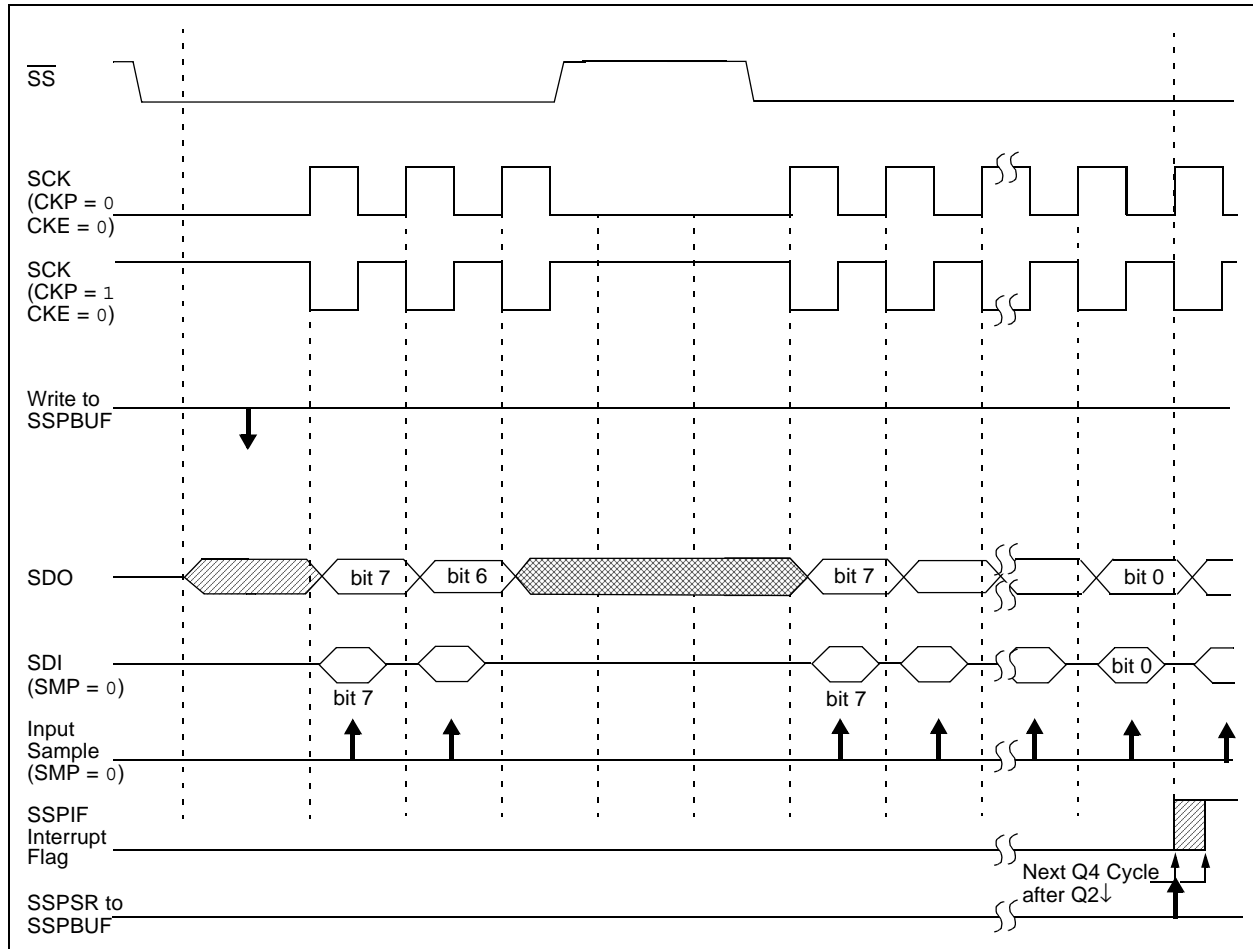 SS
SCK
(CKP = 0
CKE = 0)
SCK
(CKP = 1
CKE = 0)
Write to
SSPBUF
SDO
bit 7
bit 6
bit 7
bit 0
SDI
(SMP = 0)
bit 7
bit 7
bit 0
Input
Sample
(SMP = 0)
SSPIF
Interrupt
Flag
Next Q4 Cycle
after Q2↓
SSPSR to
SSPBUF